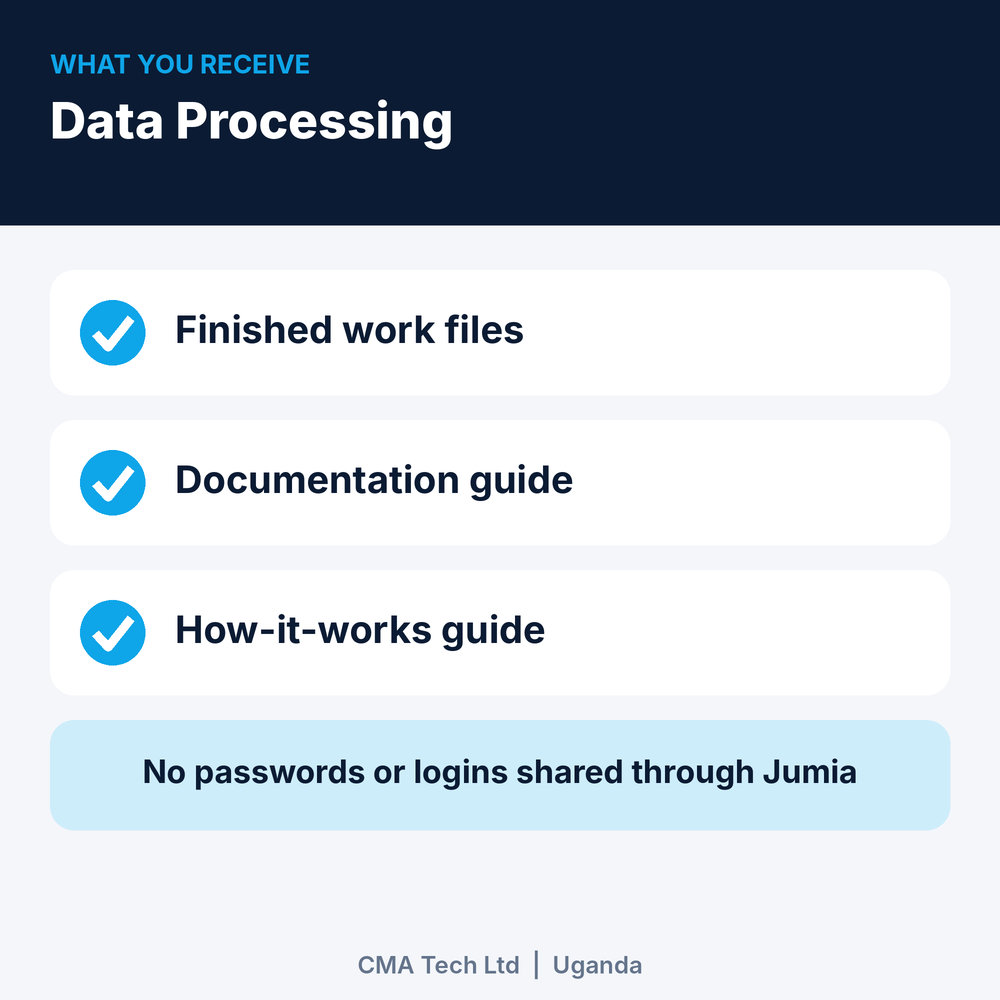 WHAT YOU RECEIVE
Data Processing
Finished work files
Documentation guide
How-it-works guide
No passwords or logins shared through Jumia
CMA Tech Ltd | Uganda